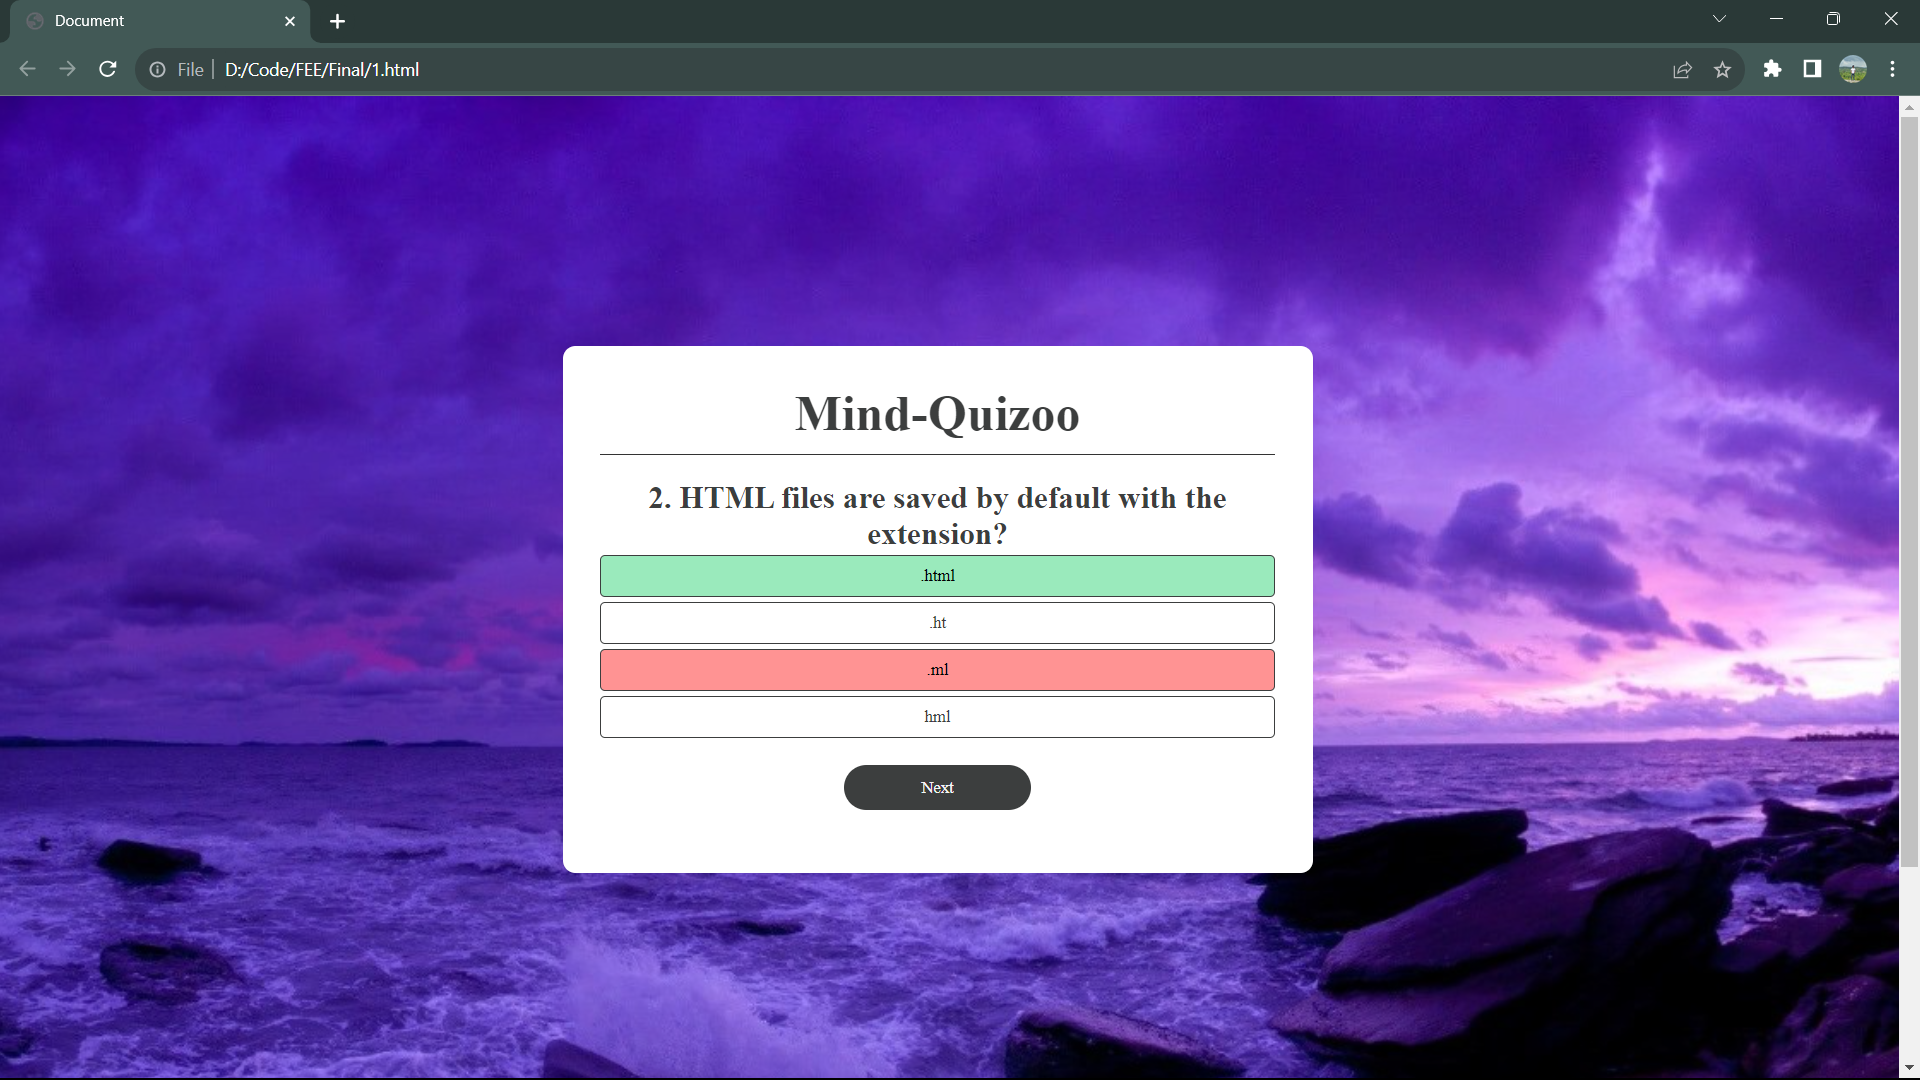 Document
File
D:/Code/FEE/Final/1.html
Mind-Quizoo
2. HTML files are saved by default with the
extension?
.html
.ht
.ml
hml
Next